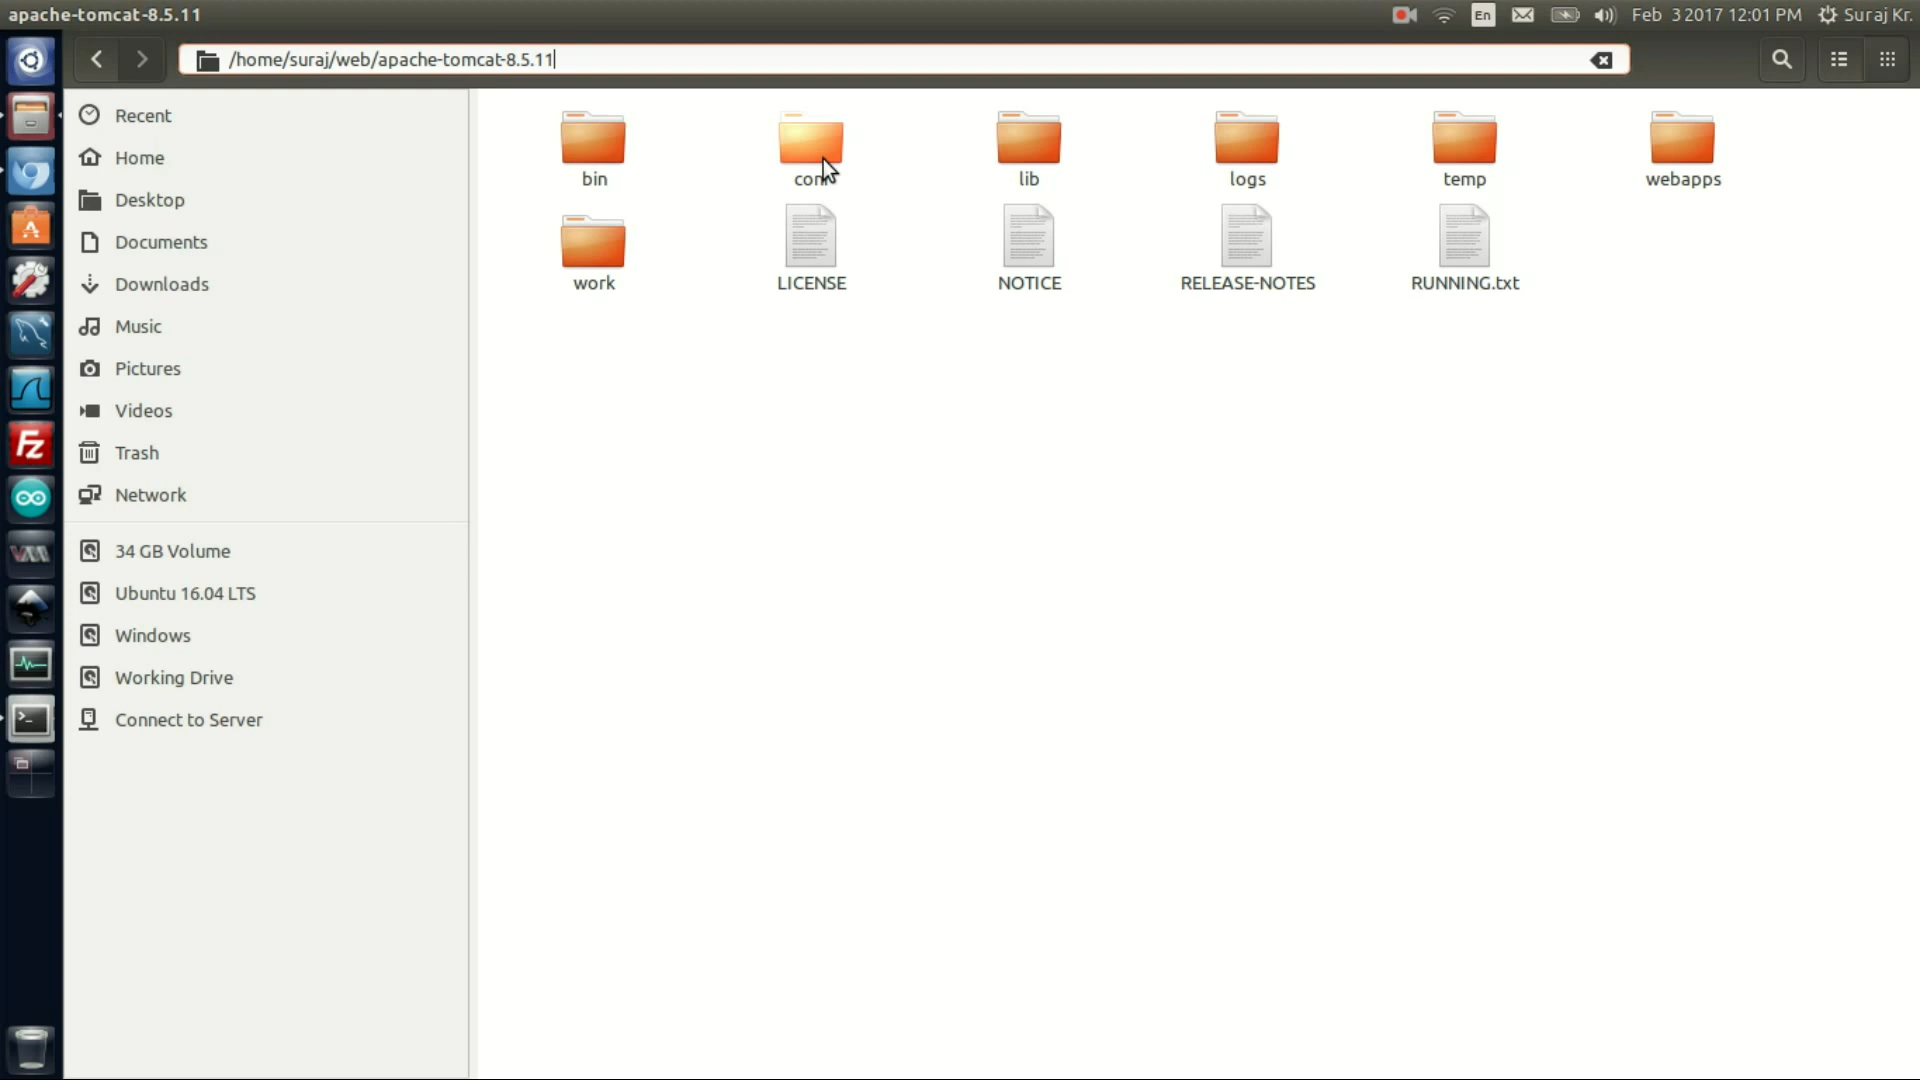 apache-tomcat-8.5.11
En
Feb 3 2017 12:01 PM
Suraj Kr.
/home/suraj/web/apache-tomcat-8.5.11
Recent
Home
Desktop
Documents
Downloads
Music
Pictures
Videos
Trash
Network
34 GB Volume
Ubuntu 16.04 LTS
Windows
Working Drive
Connect to Server
bin
lib
logs
temp
webapps
work
LICENSE
NOTICE
RELEASE-NOTES
RUNNING.txt
Fz